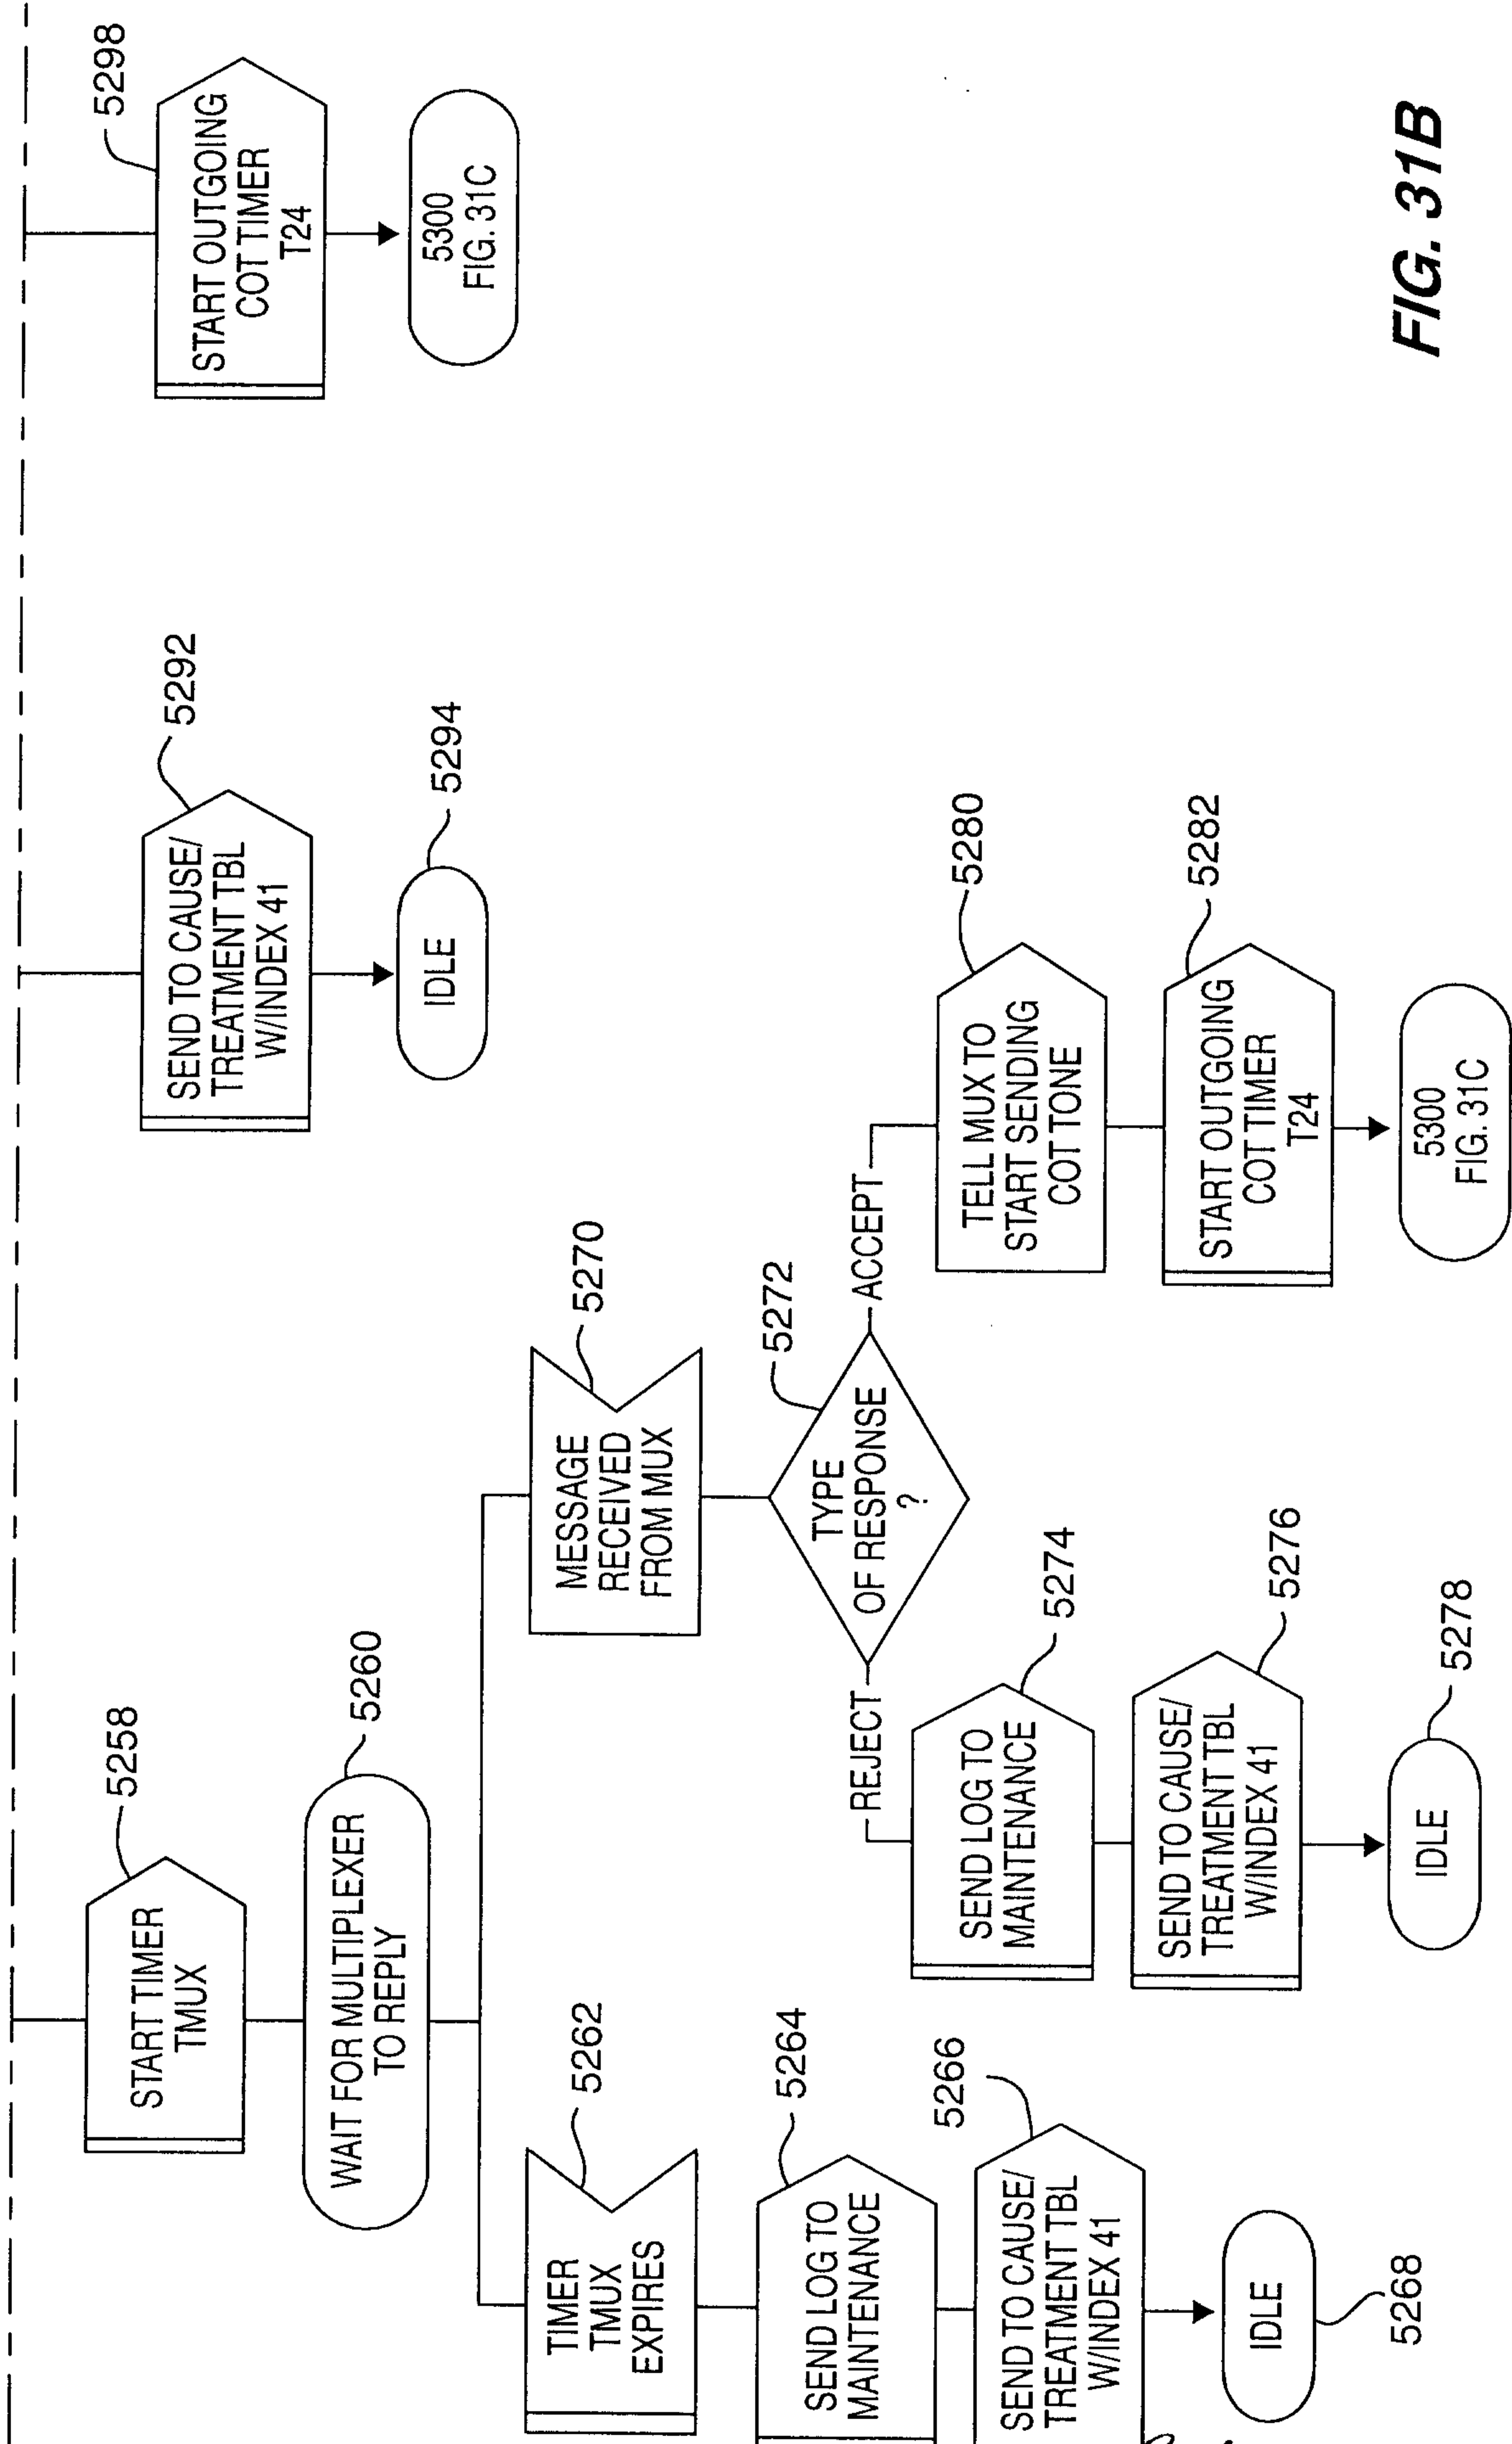 5258
START TIMER
TMUX
5260
WAIT FOR MULTIPLEXER
TO REPLY
5262
TIMER
TMUX
EXPIRES
5264
SEND LOG TO
MAINTENANCE
5266
SEND TO CAUSE/
TREATMENT TBL
W/INDEX 41
IDLE
5268
5270
MESSAGE
RECEIVED
FROM MUX
5272
TYPE
OF RESPONSE
?
REJECT
ACCEPT
5274
SEND LOG TO
MAINTENANCE
5276
SEND TO CAUSE/
TREATMENT TBL
W/INDEX 41
5278
IDLE
5280
TELL MUX TO
START SENDING
COT TONE
5282
START OUTGOING
COT TIMER
T24
5300
FIG. 31C
5292
SEND TO CAUSE/
TREATMENT TBL
W/INDEX 41
5294
IDLE
5298
START OUTGOING
COT TIMER
T24
5300
FIG. 31C
FIG. 31B